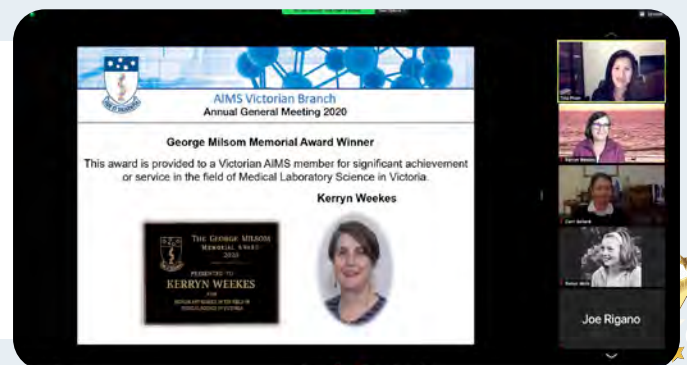 AIMS Victorian Branch
Annual General Meeting 2020
George Milsom Memorial Award Winner
This award is provided to a Victorian AIMS member for significant achievement
or service in the field of Medical Laboratory Science in Victoria.
Kerryn Weekes
THE GEORGE MILSOM
MEMORIAL AWARD
2020
PRESENTED TO
KERRYN WEEKES
FOR
Joe Rigano